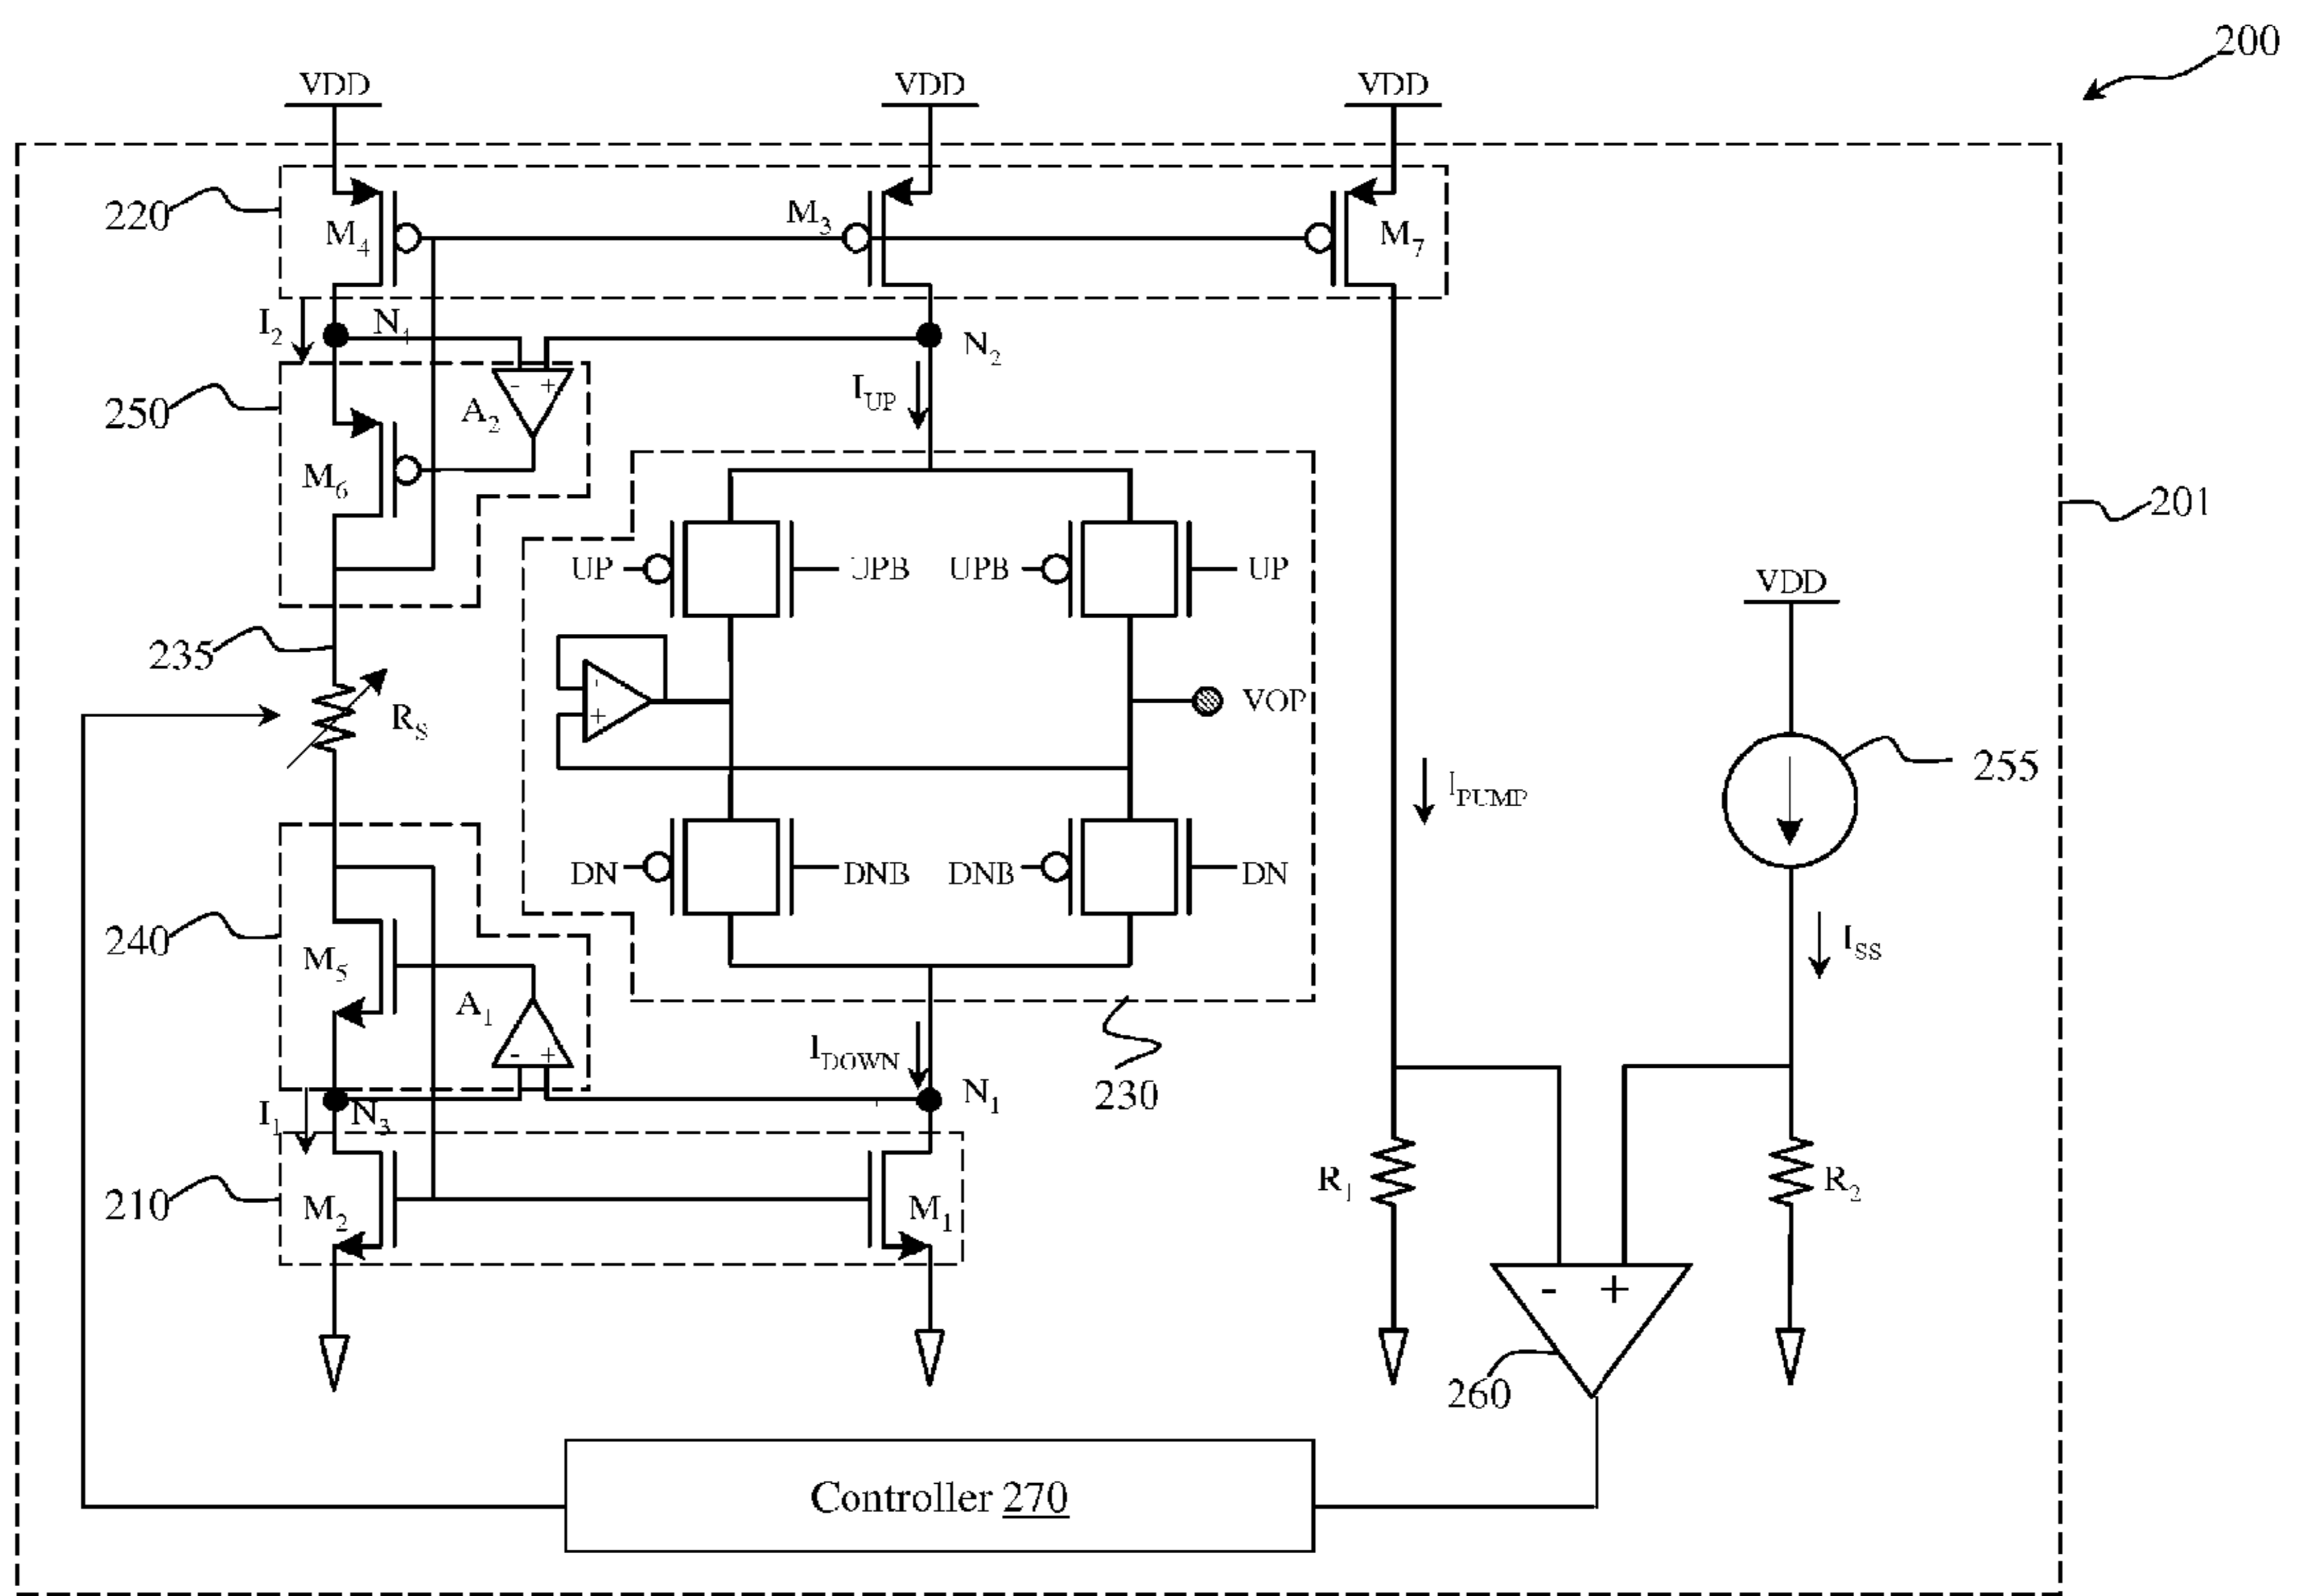 200
VDD VDD VDD
220
M4 M3 M7
I2 N4 N2
250
A2 IUP
M6
201
UP UPB UPB UP
VDD
235
RS
- +
VOP
IPUMP
255
DN DNB DNB DN
240
M5
ISS
A1
- +
IDOWN
N1
230
I1 N3
210
M2 M1
R1 R2
- +
260
Controller 270